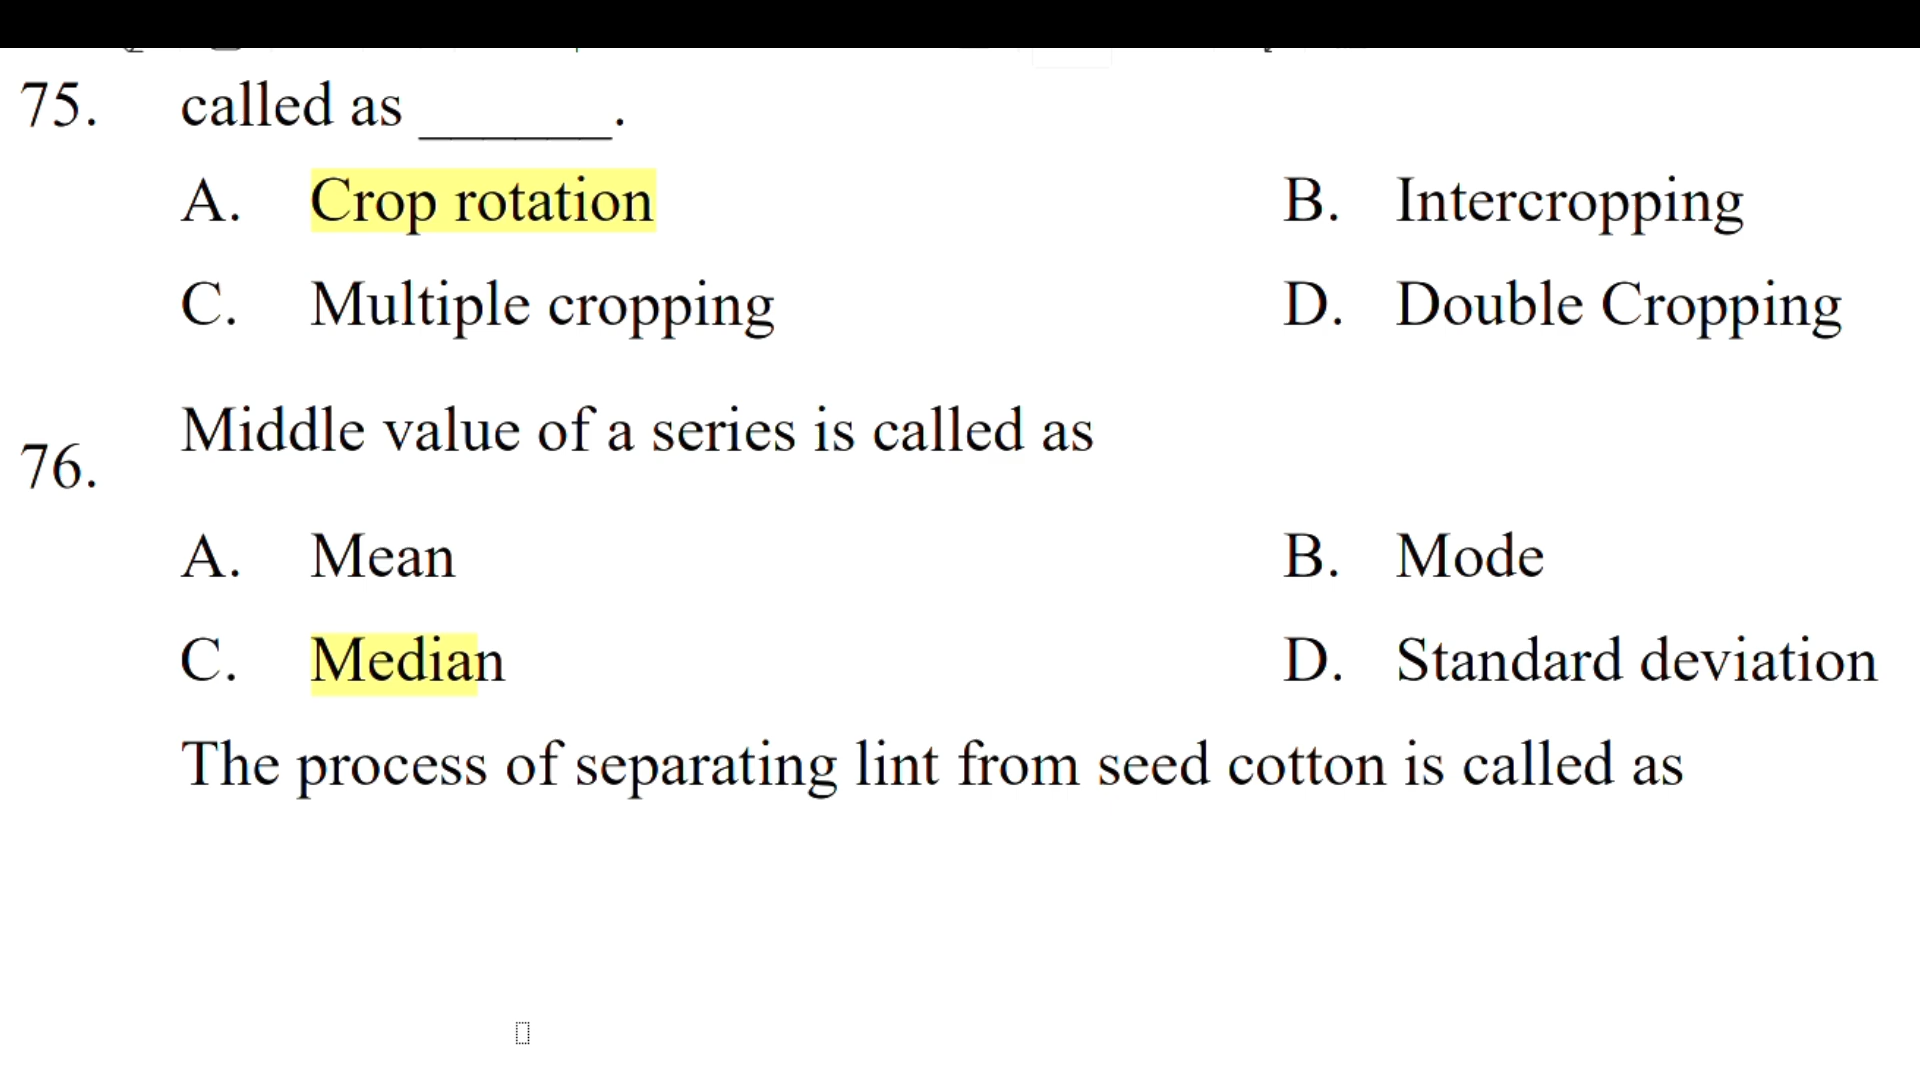 75. called as ______.
A. Crop rotation B. Intercropping
C. Multiple cropping D. Double Cropping
Middle value of a series is called as
76.
A. Mean B. Mode
C. Median D. Standard deviation
The process of separating lint from seed cotton is called as